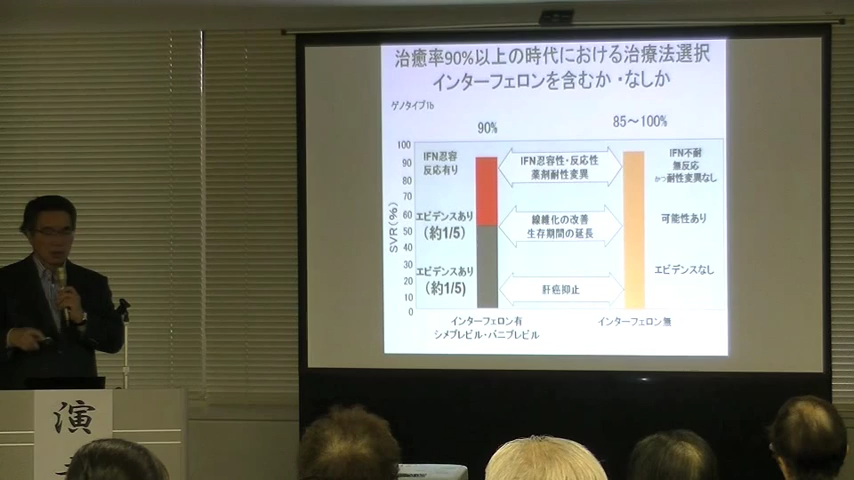 治癒率90%以上の時代における治療法選択
インターフェロンを含むか・なしか
ゲノタイプ1b
90%
85〜100%
100
90
80
70
60
50
40
30
20
10
0
SVR(%)
IFN忍容
反応有り
エビデンスあり
(約1/5)
エビデンスあり
(約1/5)
IFN忍容性・反応性
薬剤耐性変異
線維化の改善
生存期間の延長
肝癌抑止
IFN不耐
無反応
かつ耐性変異なし
可能性あり
エビデンスなし
インターフェロン有
シメプレビル・バニプレビル
インターフェロン無
演